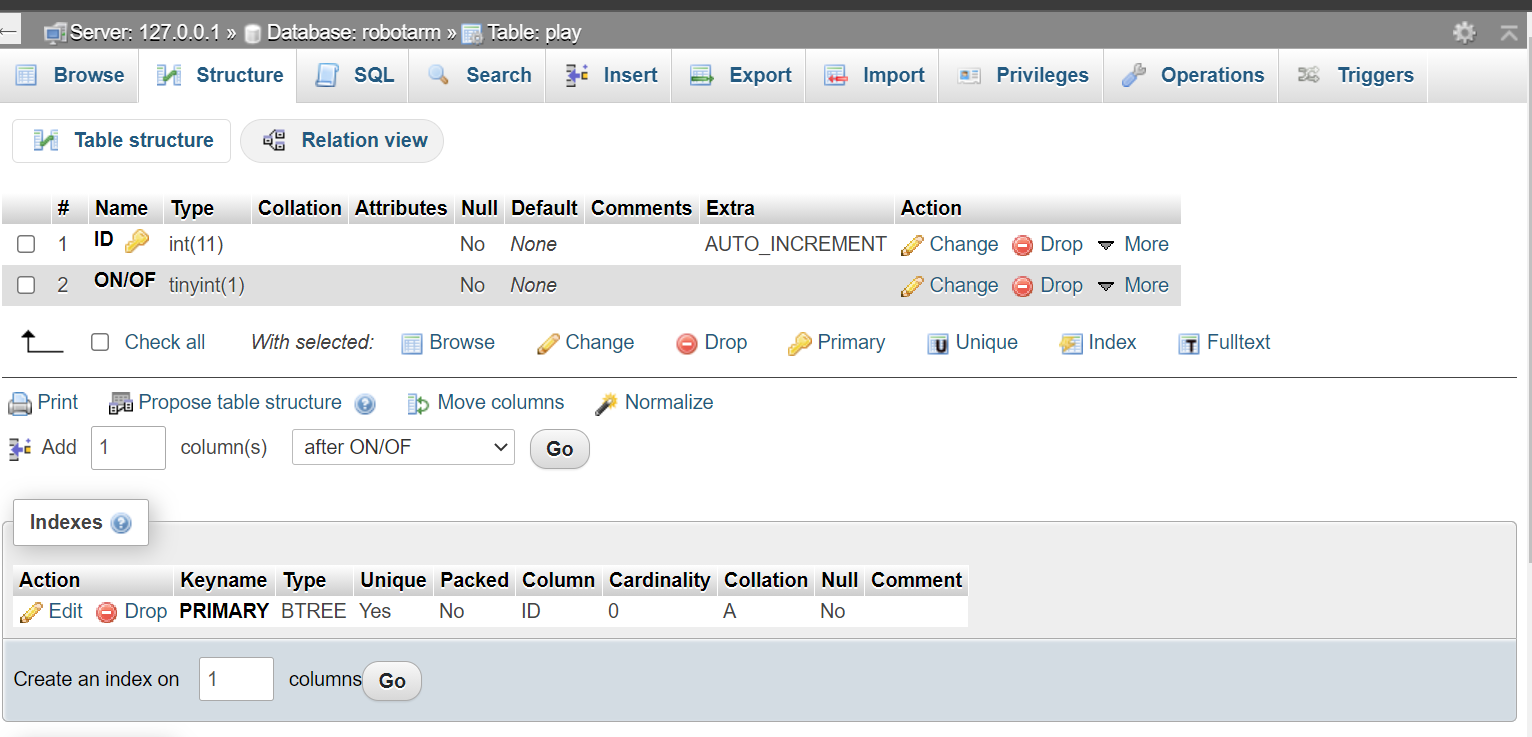 Server: 127.0.0.1 » Database: robotarm » Table: play
Browse Structure SQL Search Insert Export Import Privileges Operations Triggers
Table structure Relation view
# Name Type Collation Attributes Null Default Comments Extra Action
1 ID int(11) No None AUTO_INCREMENT Change Drop More
2 ON/OF tinyint(1) No None Change Drop More
Check all With selected: Browse Change Drop Primary Unique Index Fulltext
Print Propose table structure Move columns Normalize
Add 1 column(s) after ON/OF Go
Indexes
Action Keyname Type Unique Packed Column Cardinality Collation Null Comment
Edit Drop PRIMARY BTREE Yes No ID 0 A No
Create an index on 1 columns Go